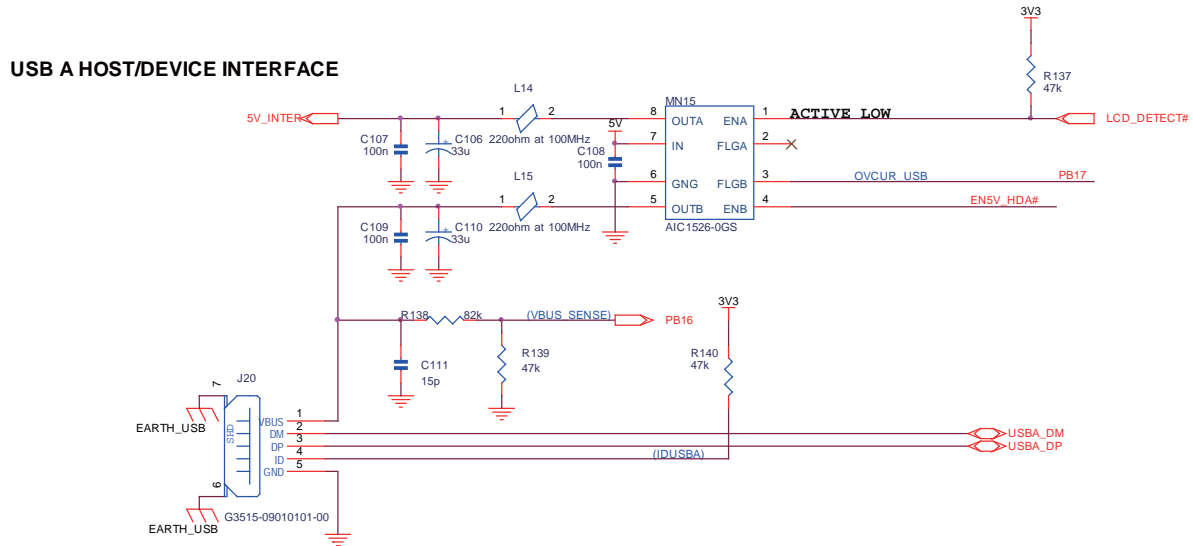 3V3
USB A HOST/DEVICE INTERFACE
R137
47k
L14
MN15
5V_INTER
1 2
8 OUTA ENA 1
ACTIVE LOW
LCD_DETECT#
C107
100n
C106
33u
220ohm at 100MHz
5V
7 IN FLGA 2
C108
100n
L15
6 GNG FLGB 3
OVCUR_USB
PB17
1 2
5 OUTB ENB 4
EN5V_HDA#
C109
100n
C110
33u
220ohm at 100MHz
AIC1526-0GS
3V3
R138 82k
(VBUS_SENSE)
PB16
R139
47k
R140
47k
C111
15p
J20
7
EARTH_USB
SHD
VBUS 1
DM 2
DP 3
ID 4
GND 5
USBA_DM
USBA_DP
(IDUSBA)
6
G3515-09010101-00
EARTH_USB